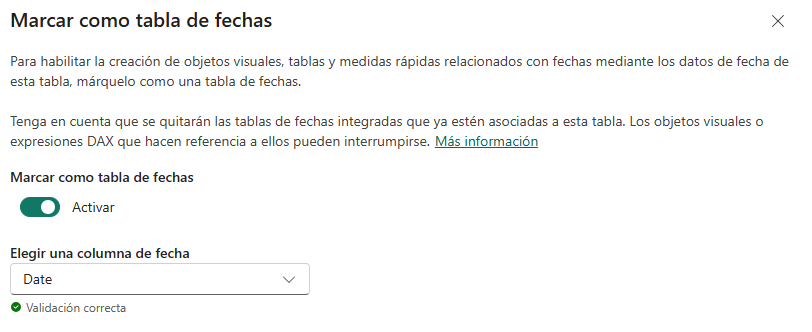 Marcar como tabla de fechas
Para habilitar la creación de objetos visuales, tablas y medidas rápidas relacionados con fechas mediante los datos de fecha de
esta tabla, márquelo como una tabla de fechas.
Tenga en cuenta que se quitarán las tablas de fechas integradas que ya estén asociadas a esta tabla. Los objetos visuales o
expresiones DAX que hacen referencia a ellos pueden interrumpirse. Más información
Marcar como tabla de fechas
Activar
Elegir una columna de fecha
Date
Validación correcta